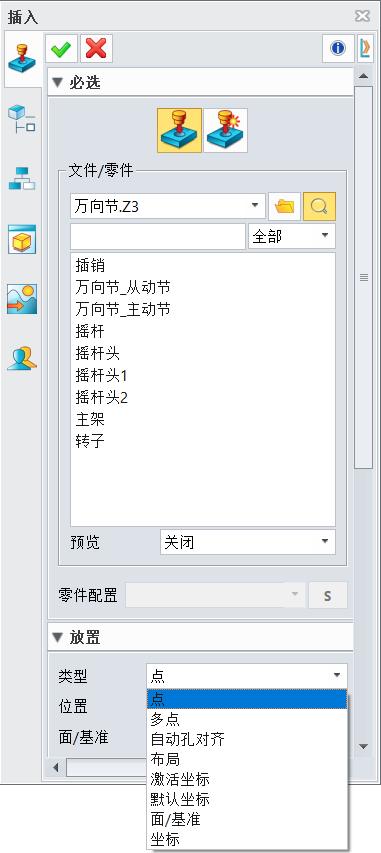 插入
必选
文件/零件
万向节.Z3
全部
插销
万向节_从动节
万向节_主动节
摇杆
摇杆头
摇杆头1
摇杆头2
主架
转子
预览 关闭
零件配置 S
放置
类型 点
位置 点
多点
面/基准 自动孔对齐
布局
激活坐标
默认坐标
面/基准
坐标